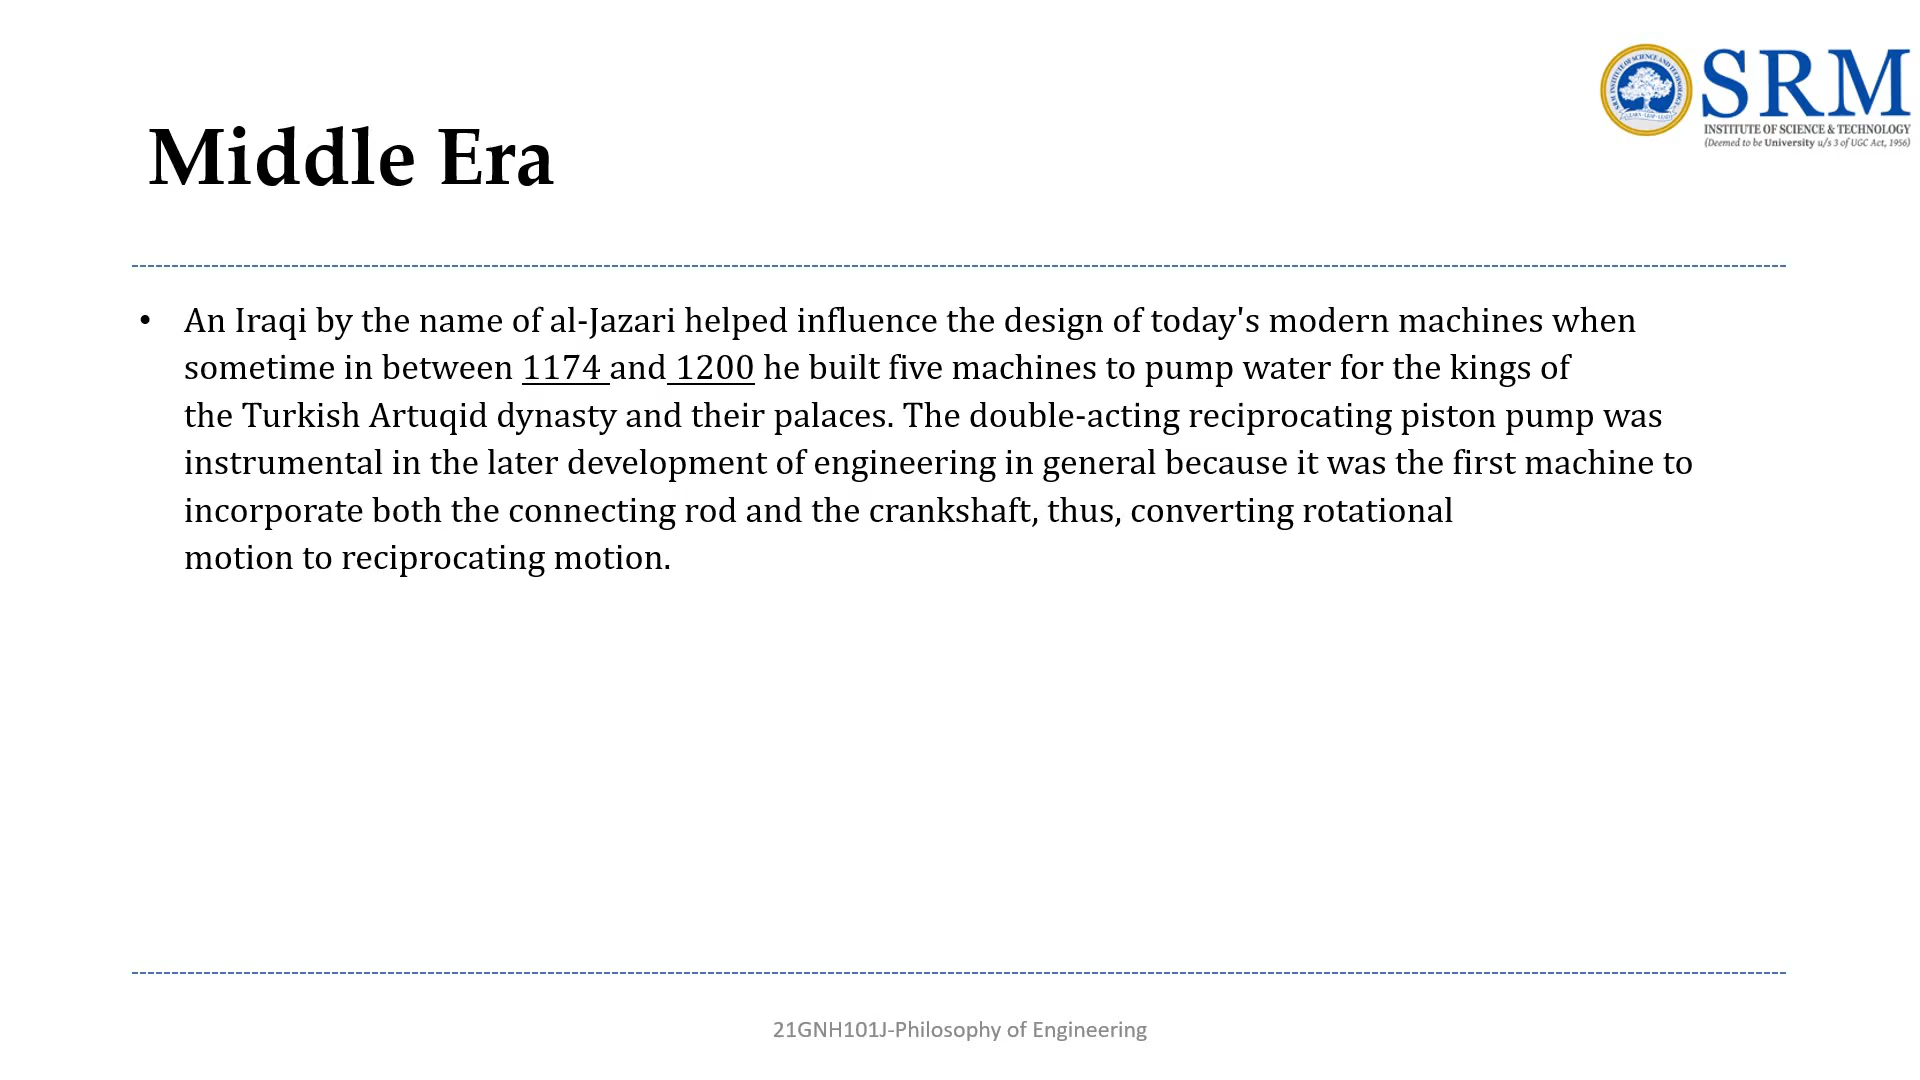 SRM
INSTITUTE OF SCIENCE & TECHNOLOGY
(Deemed to be University u/s 3 of UGC Act, 1956)
Middle Era
• An Iraqi by the name of al-Jazari helped influence the design of today's modern machines when
sometime in between 1174 and 1200 he built five machines to pump water for the kings of
the Turkish Artuqid dynasty and their palaces. The double-acting reciprocating piston pump was
instrumental in the later development of engineering in general because it was the first machine to
incorporate both the connecting rod and the crankshaft, thus, converting rotational
motion to reciprocating motion.
21GNH101J-Philosophy of Engineering